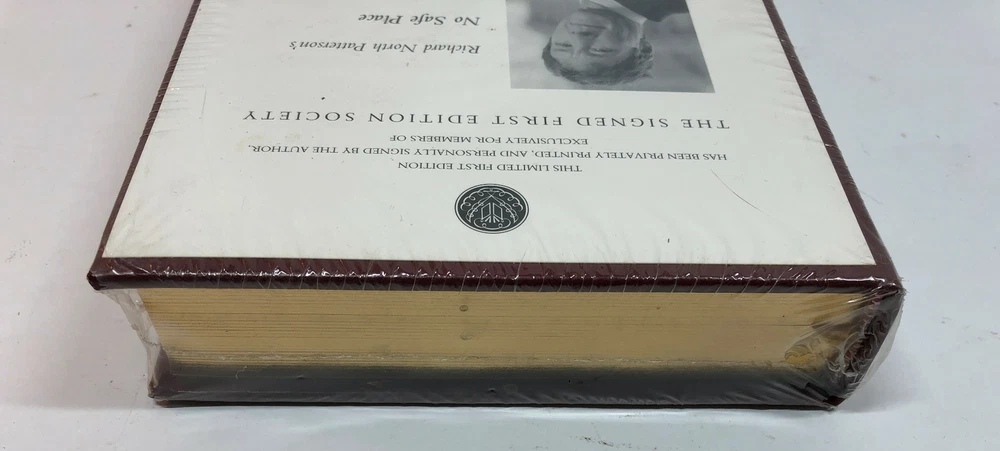 THIS LIMITED FIRST EDITION
HAS BEEN PRIVATELY PRINTED, AND PERSONALLY SIGNED BY THE AUTHOR,
EXCLUSIVELY FOR MEMBERS OF
THE SIGNED FIRST EDITION SOCIETY
Richard North Patterson's
No Safe Place